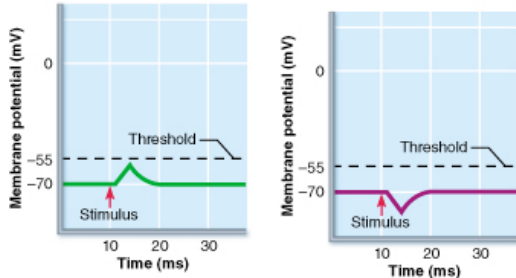 Membrane potential (mV)
0
Threshold
–55
–70
Stimulus
10 20 30
Time (ms)
Membrane potential (mV)
0
Threshold
–55
–70
Stimulus
10 20 30
Time (ms)